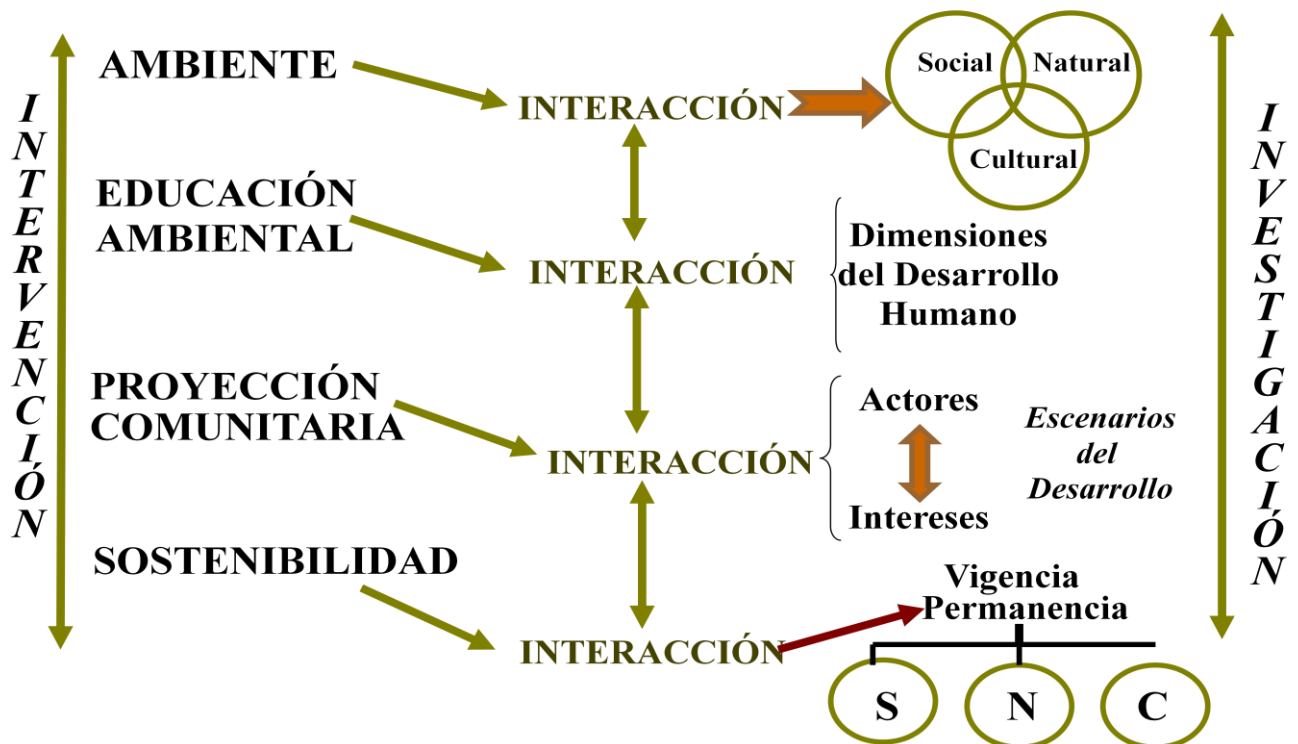 INTERVENCIÓN
AMBIENTE
INTERACCIÓN
Social
Natural
Cultural
EDUCACIÓN
AMBIENTAL
INTERACCIÓN
Dimensiones
del Desarrollo
Humano
PROYECCIÓN
COMUNITARIA
INTERACCIÓN
Actores
Intereses
Escenarios
del
Desarrollo
SOSTENIBILIDAD
INTERACCIÓN
Vigencia
Permanencia
S
N
C
INVESTIGACIÓN